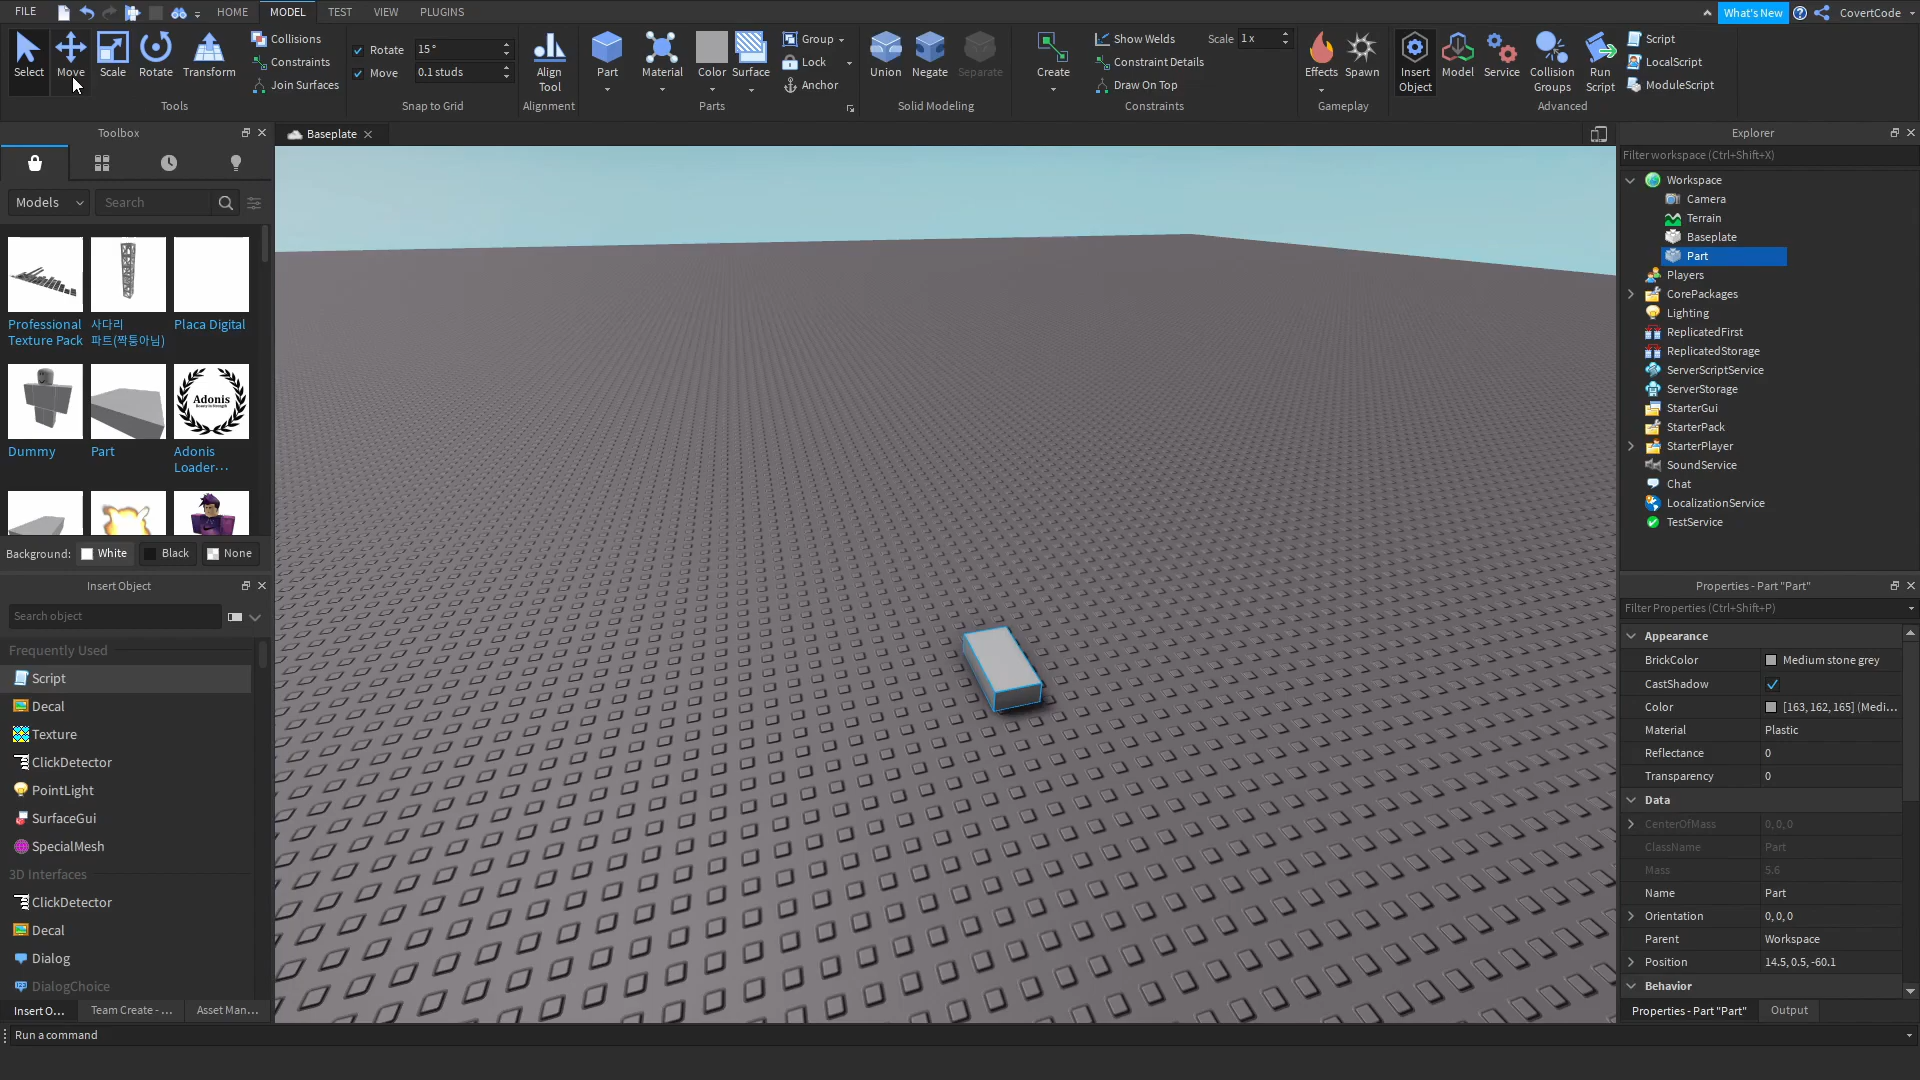 FILE
HOME
MODEL
TEST
VIEW
PLUGINS
What's New
CovertCode
Select
Move
Scale
Rotate
Transform
Collisions
Constraints
Join Surfaces
Tools
Rotate 15°
Move 0.1 studs
Snap to Grid
Align Tool
Alignment
Part
Material
Color
Surface
Group
Lock
Anchor
Parts
Union
Negate
Separate
Solid Modeling
Create
Show Welds
Constraint Details
Draw On Top
Scale 1x
Constraints
Effects
Spawn
Gameplay
Insert Object
Model
Service
Collision Groups
Run Script
Script
LocalScript
ModuleScript
Advanced
Toolbox
Models
Search
Professional Texture Pack
사다리 파트(짝퉁아님)
Placa Digital
Dummy
Part
Adonis
Adonis Loader...
Background:
White
Black
None
Insert Object
Search object
Frequently Used
Script
Decal
Texture
ClickDetector
PointLight
SurfaceGui
SpecialMesh
3D Interfaces
ClickDetector
Decal
Dialog
DialogChoice
Insert O...
Team Create - ...
Asset Man...
Run a command
Baseplate
Explorer
Filter workspace (Ctrl+Shift+X)
Workspace
Camera
Terrain
Baseplate
Part
Players
CorePackages
Lighting
ReplicatedFirst
ReplicatedStorage
ServerScriptService
ServerStorage
StarterGui
StarterPack
StarterPlayer
SoundService
Chat
LocalizationService
TestService
Properties - Part "Part"
Filter Properties (Ctrl+Shift+P)
Appearance
BrickColor Medium stone grey
CastShadow
Color [163, 162, 165] (Medi...
Material Plastic
Reflectance 0
Transparency 0
Data
CenterOfMass 0, 0, 0
ClassName Part
Mass 5.6
Name Part
Orientation 0, 0, 0
Parent Workspace
Position 14.5, 0.5, -60.1
Behavior
Properties - Part "Part"
Output